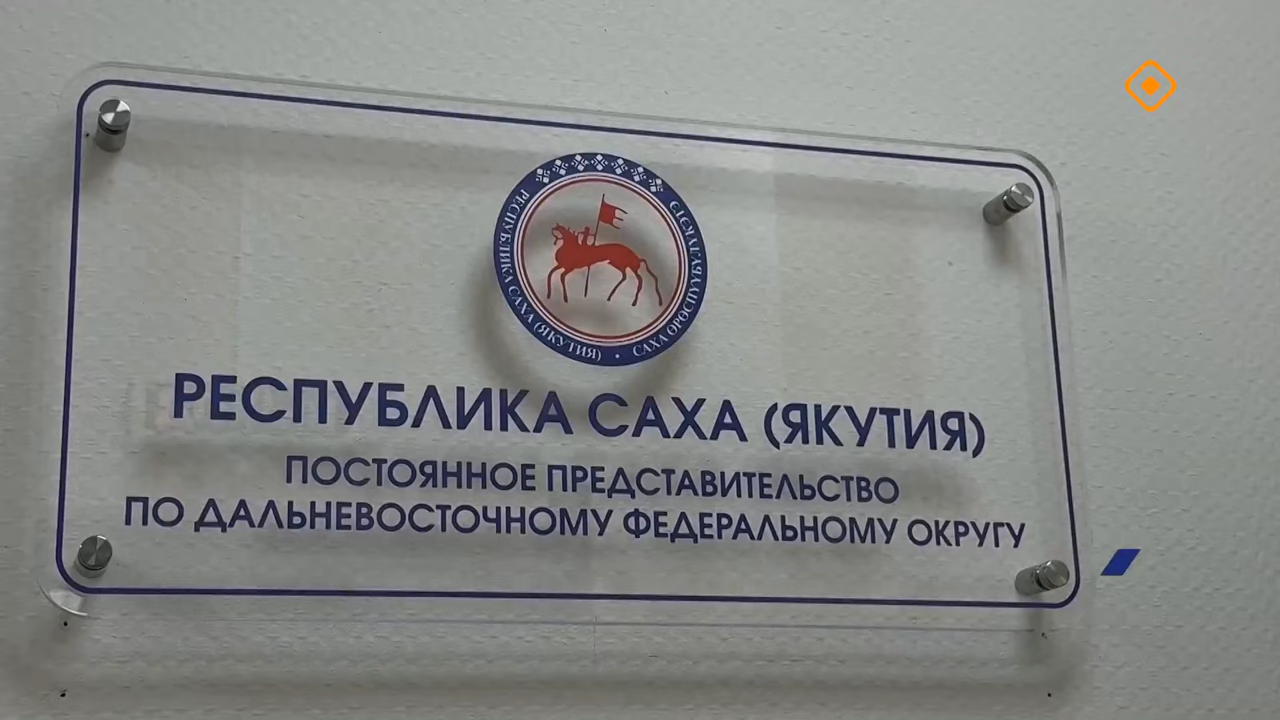 РЕСПУБЛИКА САХА (ЯКУТИЯ) • САХА ӨРӨСПҮҮБҮЛҮКЭТЭ
РЕСПУБЛИКА САХА (ЯКУТИЯ)
ПОСТОЯННОЕ ПРЕДСТАВИТЕЛЬСТВО
ПО ДАЛЬНЕВОСТОЧНОМУ ФЕДЕРАЛЬНОМУ ОКРУГУ